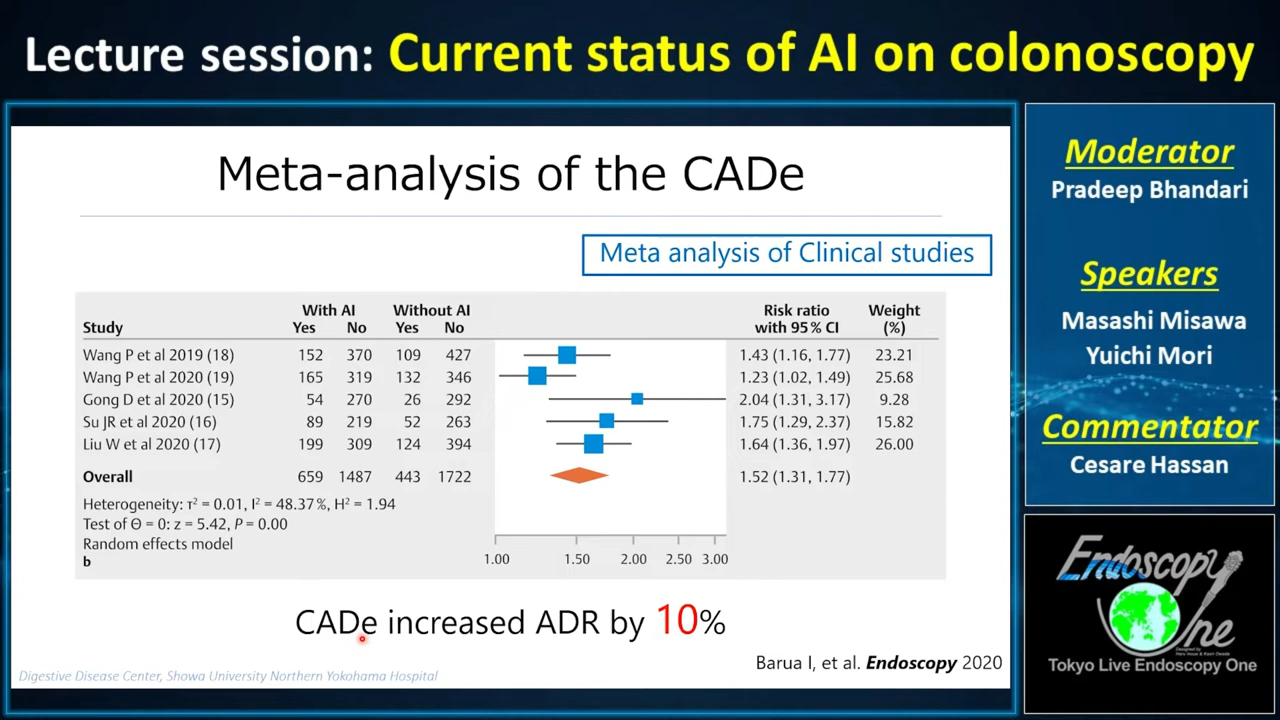 Lecture session: Current status of AI on colonoscopy
Meta-analysis of the CADe
Meta analysis of Clinical studies
With AI Without AI Risk ratio Weight
Study Yes No Yes No with 95% CI (%)
Wang P et al 2019 (18) 152 370 109 427 1.43 (1.16, 1.77) 23.21
Wang P et al 2020 (19) 165 319 132 346 1.23 (1.02, 1.49) 25.68
Gong D et al 2020 (15) 54 270 26 292 2.04 (1.31, 3.17) 9.28
Su JR et al 2020 (16) 89 219 52 263 1.75 (1.29, 2.37) 15.82
Liu W et al 2020 (17) 199 309 124 394 1.64 (1.36, 1.97) 26.00
Overall 659 1487 443 1722 1.52 (1.31, 1.77)
Heterogeneity: τ² = 0.01, I² = 48.37%, H² = 1.94
Test of Θ = 0: z = 5.42, P = 0.00
Random effects model
b
1.00 1.50 2.00 2.50 3.00
CADe increased ADR by 10%
Barua I, et al. Endoscopy 2020
Digestive Disease Center, Showa University Northern Yokohama Hospital
Moderator
Pradeep Bhandari
Speakers
Masashi Misawa
Yuichi Mori
Commentator
Cesare Hassan
Endoscopy
One
Tokyo Live Endoscopy One